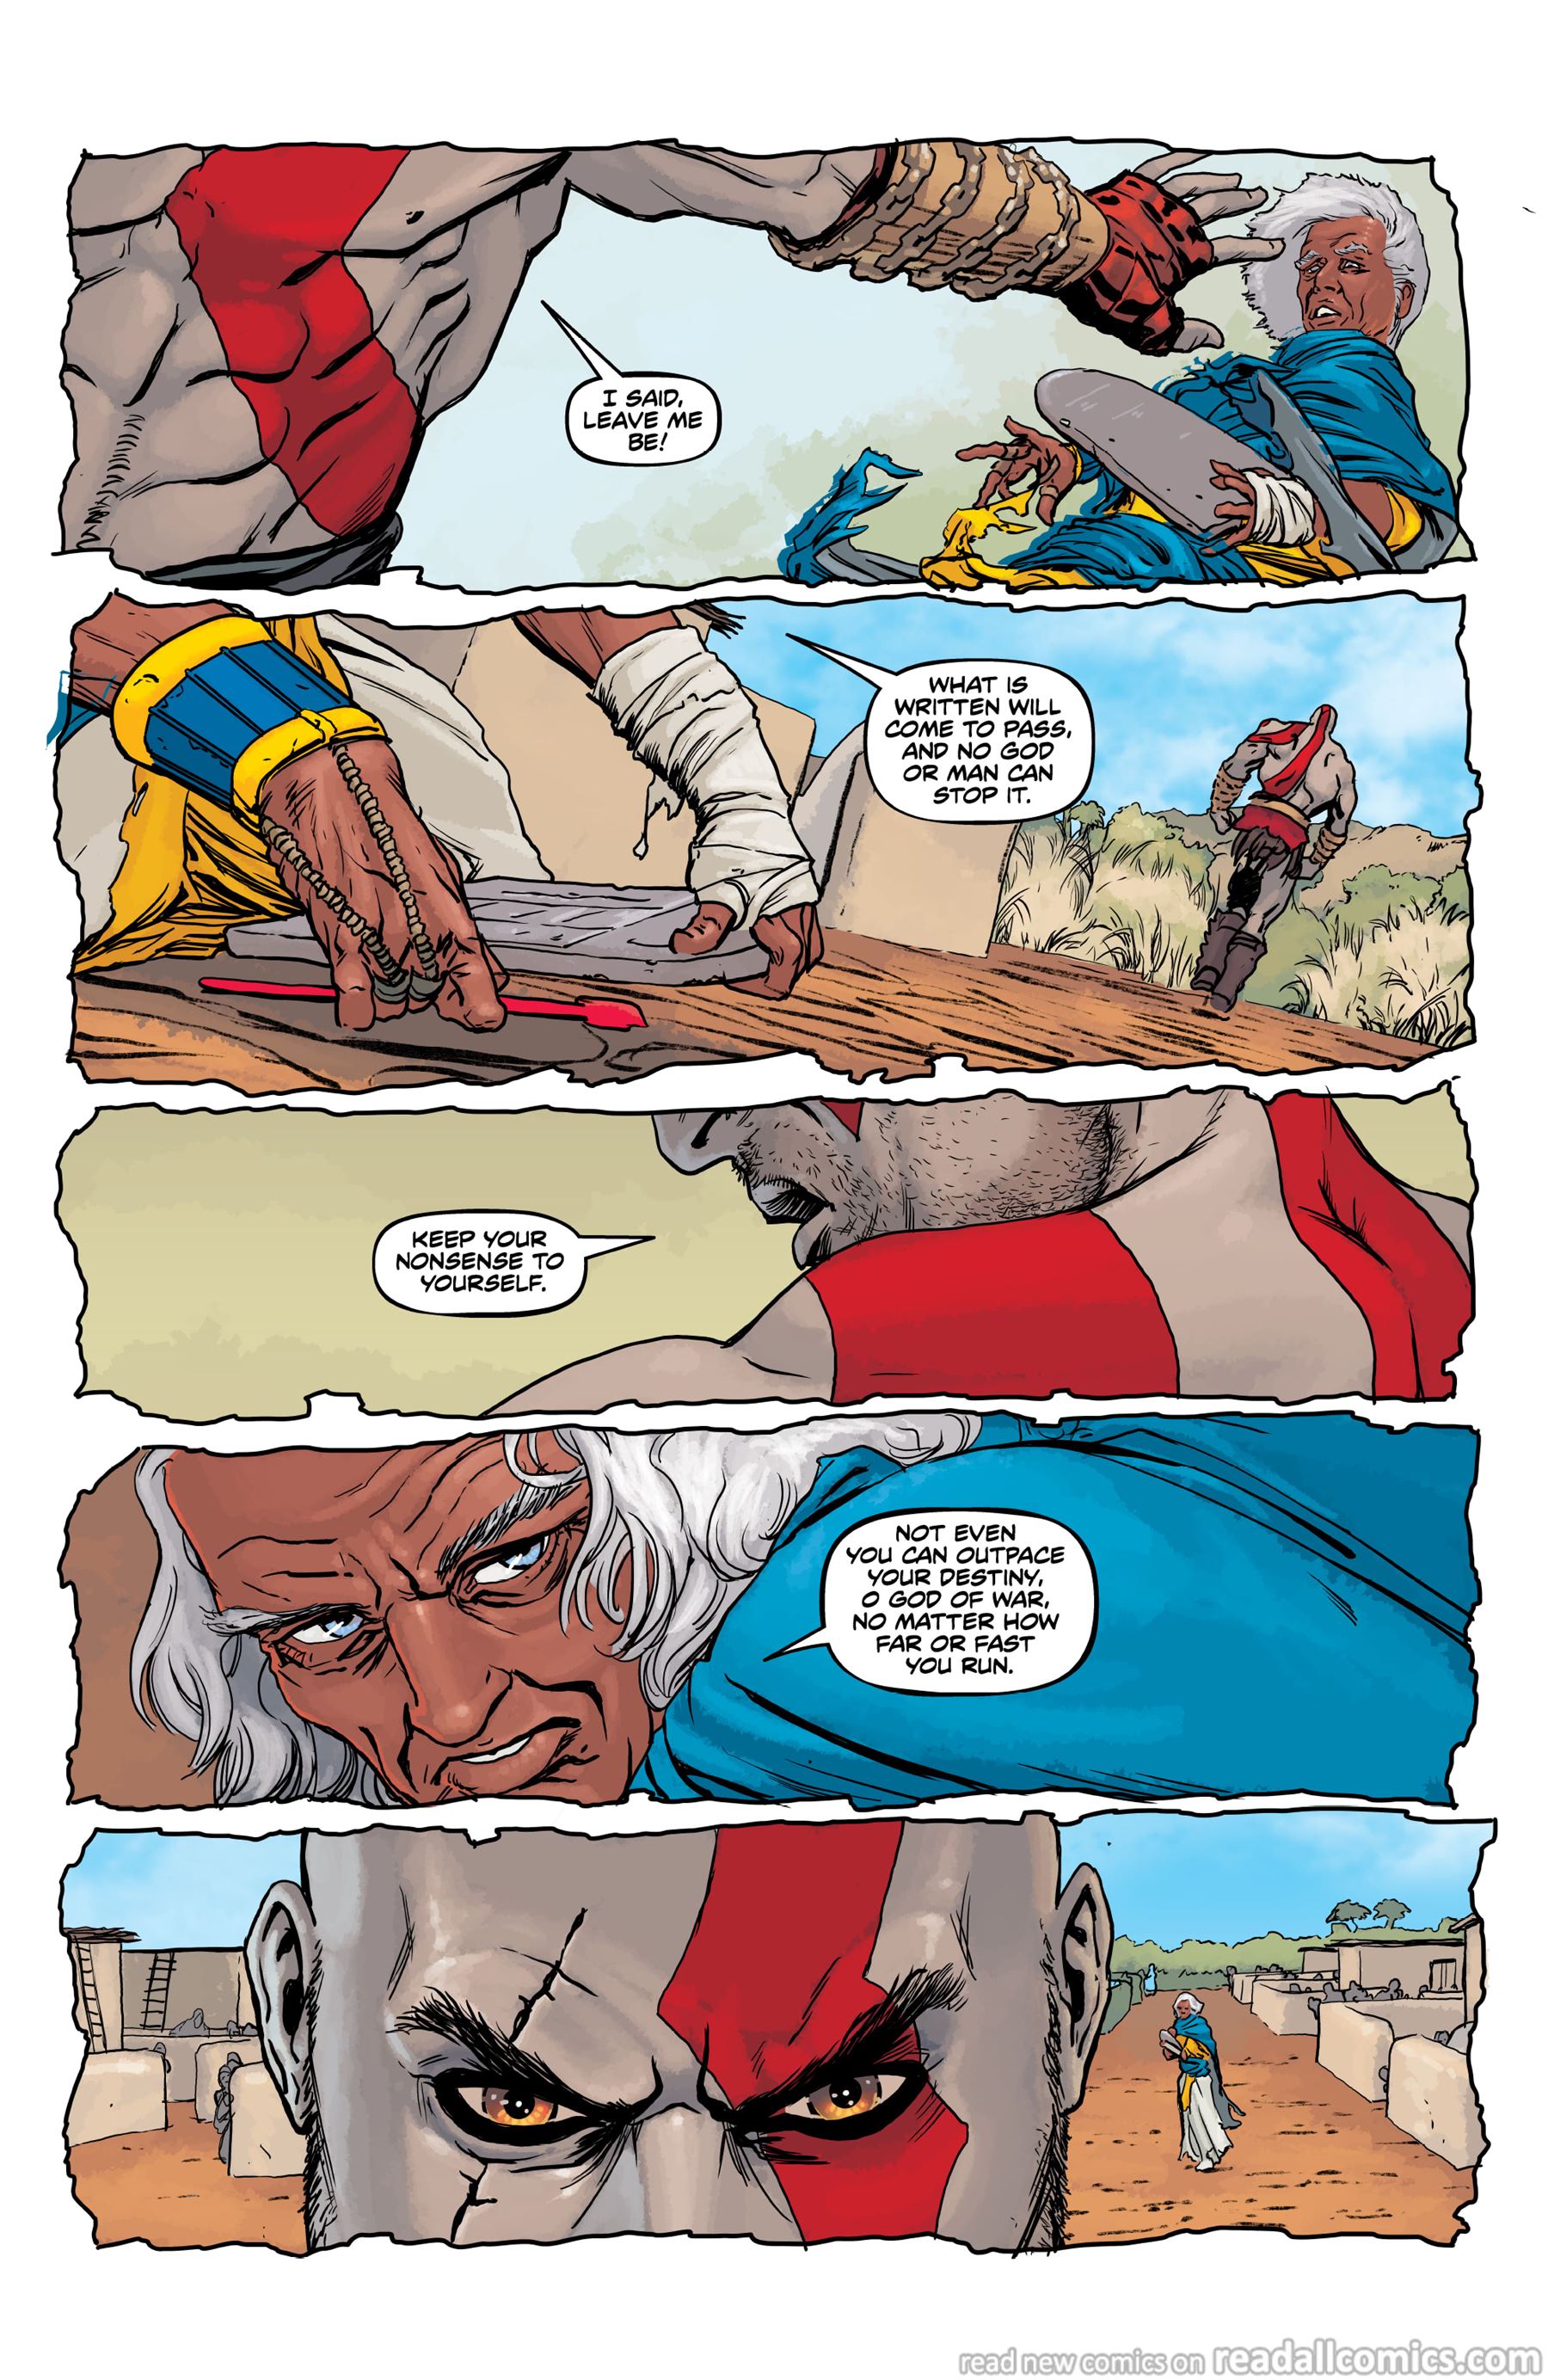 I SAID,
LEAVE ME
BE!
WHAT IS
WRITTEN WILL
COME TO PASS,
AND NO GOD
OR MAN CAN
STOP IT.
KEEP YOUR
NONSENSE TO
YOURSELF.
NOT EVEN
YOU CAN OUTPACE
YOUR DESTINY,
O GOD OF WAR,
NO MATTER HOW
FAR OR FAST
YOU RUN.
read new comics on readallcomics.com